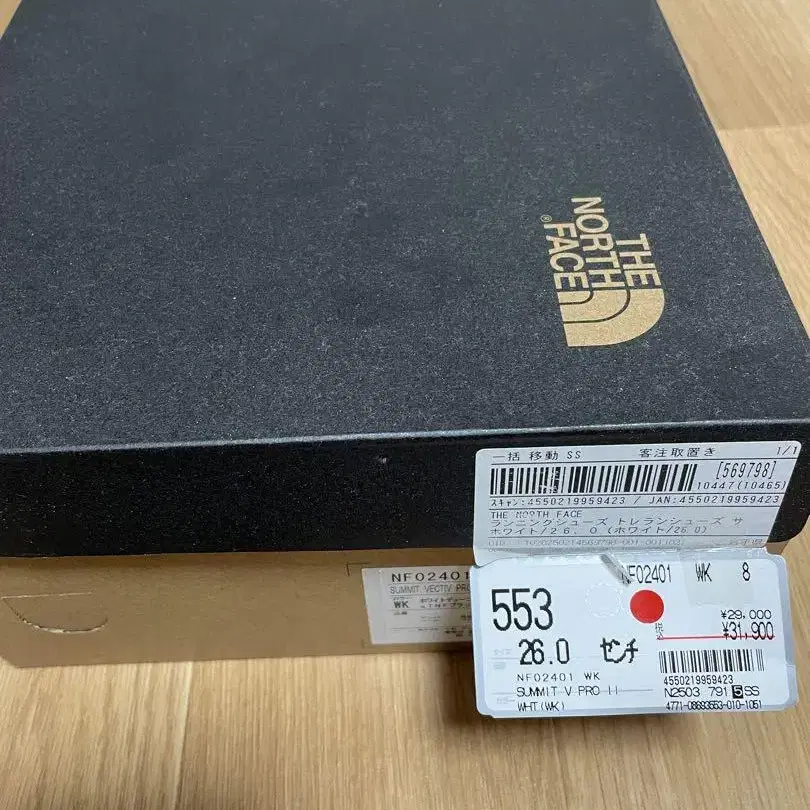 THE
NORTH
FACE®
一括 移動 SS 客注取置き 1/1
[569798]
10447(10465)
スキャン:4550219959423 / JAN:4550219959423
THE NORTH FACE
ランニングシューズ トレランシューズ サ
ホワイト/26.0 (ホワイト/26.0)
NF02401
SUMMIT VECTIV PRO
WK
NF02401 WK 8
553
¥29,000
¥31,900
26.0 センチ
NF02401 WK
SUMMIT V PRO II
WHT(WK)
4550219959423
N2503 791 5 SS
4771-08693553-010-1051